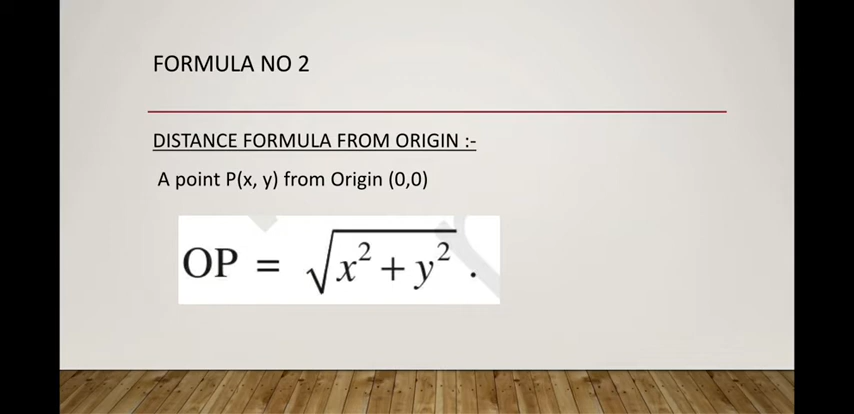 FORMULA NO 2
DISTANCE FORMULA FROM ORIGIN :-
A point P(x, y) from Origin (0,0)
OP = √x² + y² .